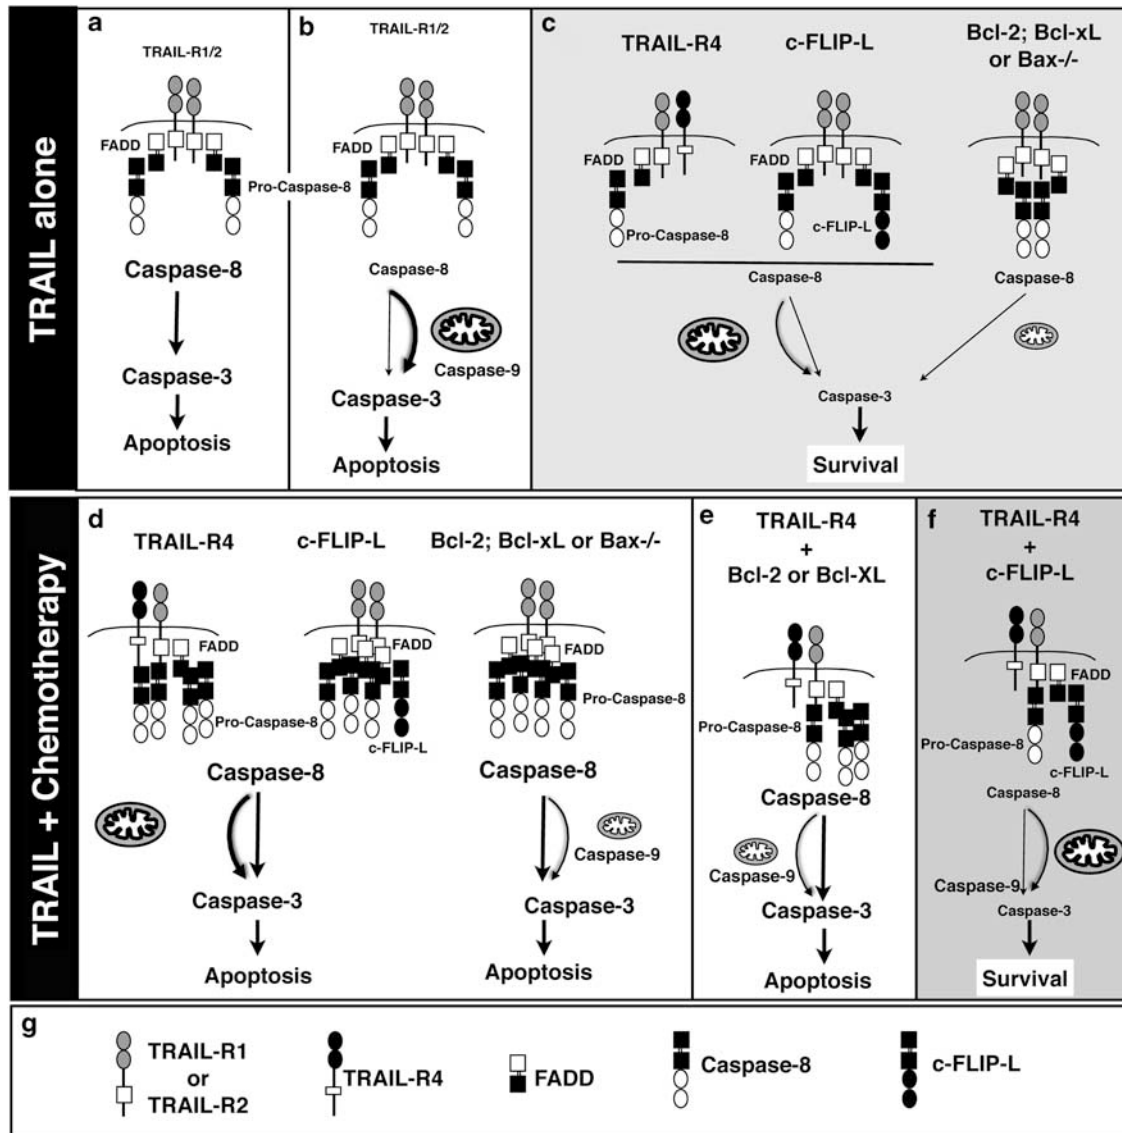 TRAIL alone
a
TRAIL-R1/2
FADD
Pro-Caspase-8
Caspase-8
Caspase-3
Apoptosis
b
TRAIL-R1/2
FADD
Caspase-8
Caspase-9
Caspase-3
Apoptosis
c
TRAIL-R4
c-FLIP-L
Bcl-2; Bcl-xL
or Bax-/-
FADD
FADD
Pro-Caspase-8
c-FLIP-L
Caspase-8
Caspase-8
Caspase-3
Survival
TRAIL + Chemotherapy
d
TRAIL-R4
c-FLIP-L
Bcl-2; Bcl-xL or Bax-/-
FADD
FADD
FADD
Pro-Caspase-8
Pro-Caspase-8
c-FLIP-L
Caspase-8
Caspase-8
Caspase-9
Caspase-3
Caspase-3
Apoptosis
Apoptosis
e
TRAIL-R4
+
Bcl-2 or Bcl-XL
Pro-Caspase-8
Caspase-8
Caspase-9
Caspase-3
Apoptosis
f
TRAIL-R4
+
c-FLIP-L
FADD
Pro-Caspase-8
c-FLIP-L
Caspase-8
Caspase-9
Caspase-3
Survival
g
TRAIL-R1
or
TRAIL-R2
TRAIL-R4
FADD
Caspase-8
c-FLIP-L